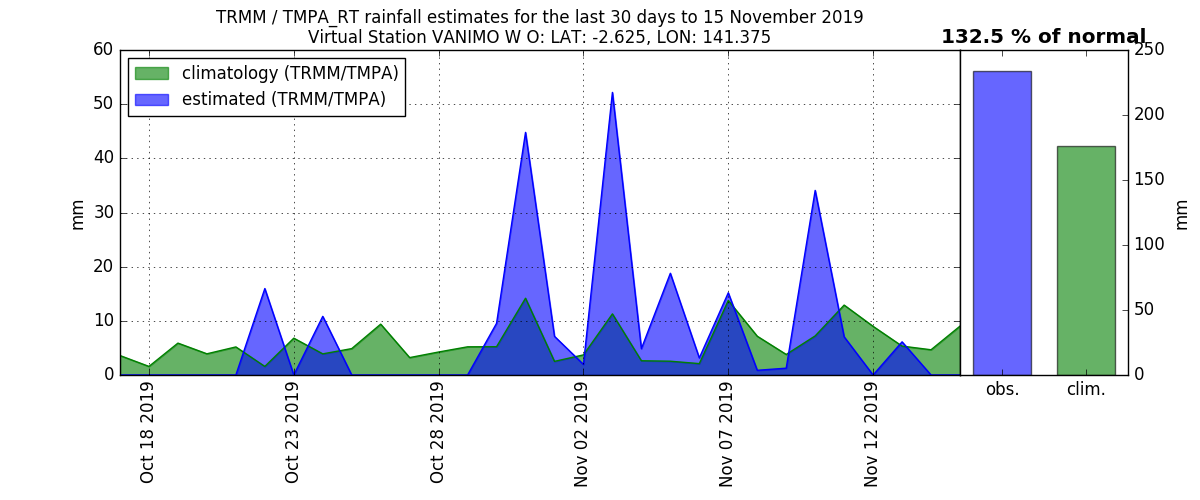 TRMM / TMPA_RT rainfall estimates for the last 30 days to 15 November 2019
Virtual Station VANIMO W O: LAT: -2.625, LON: 141.375
132.5 % of normal
climatology (TRMM/TMPA)
estimated (TRMM/TMPA)
60
50
40
30
20
10
0
mm
Oct 18 2019
Oct 23 2019
Oct 28 2019
Nov 02 2019
Nov 07 2019
Nov 12 2019
obs.
clim.
250
200
150
100
50
0
mm